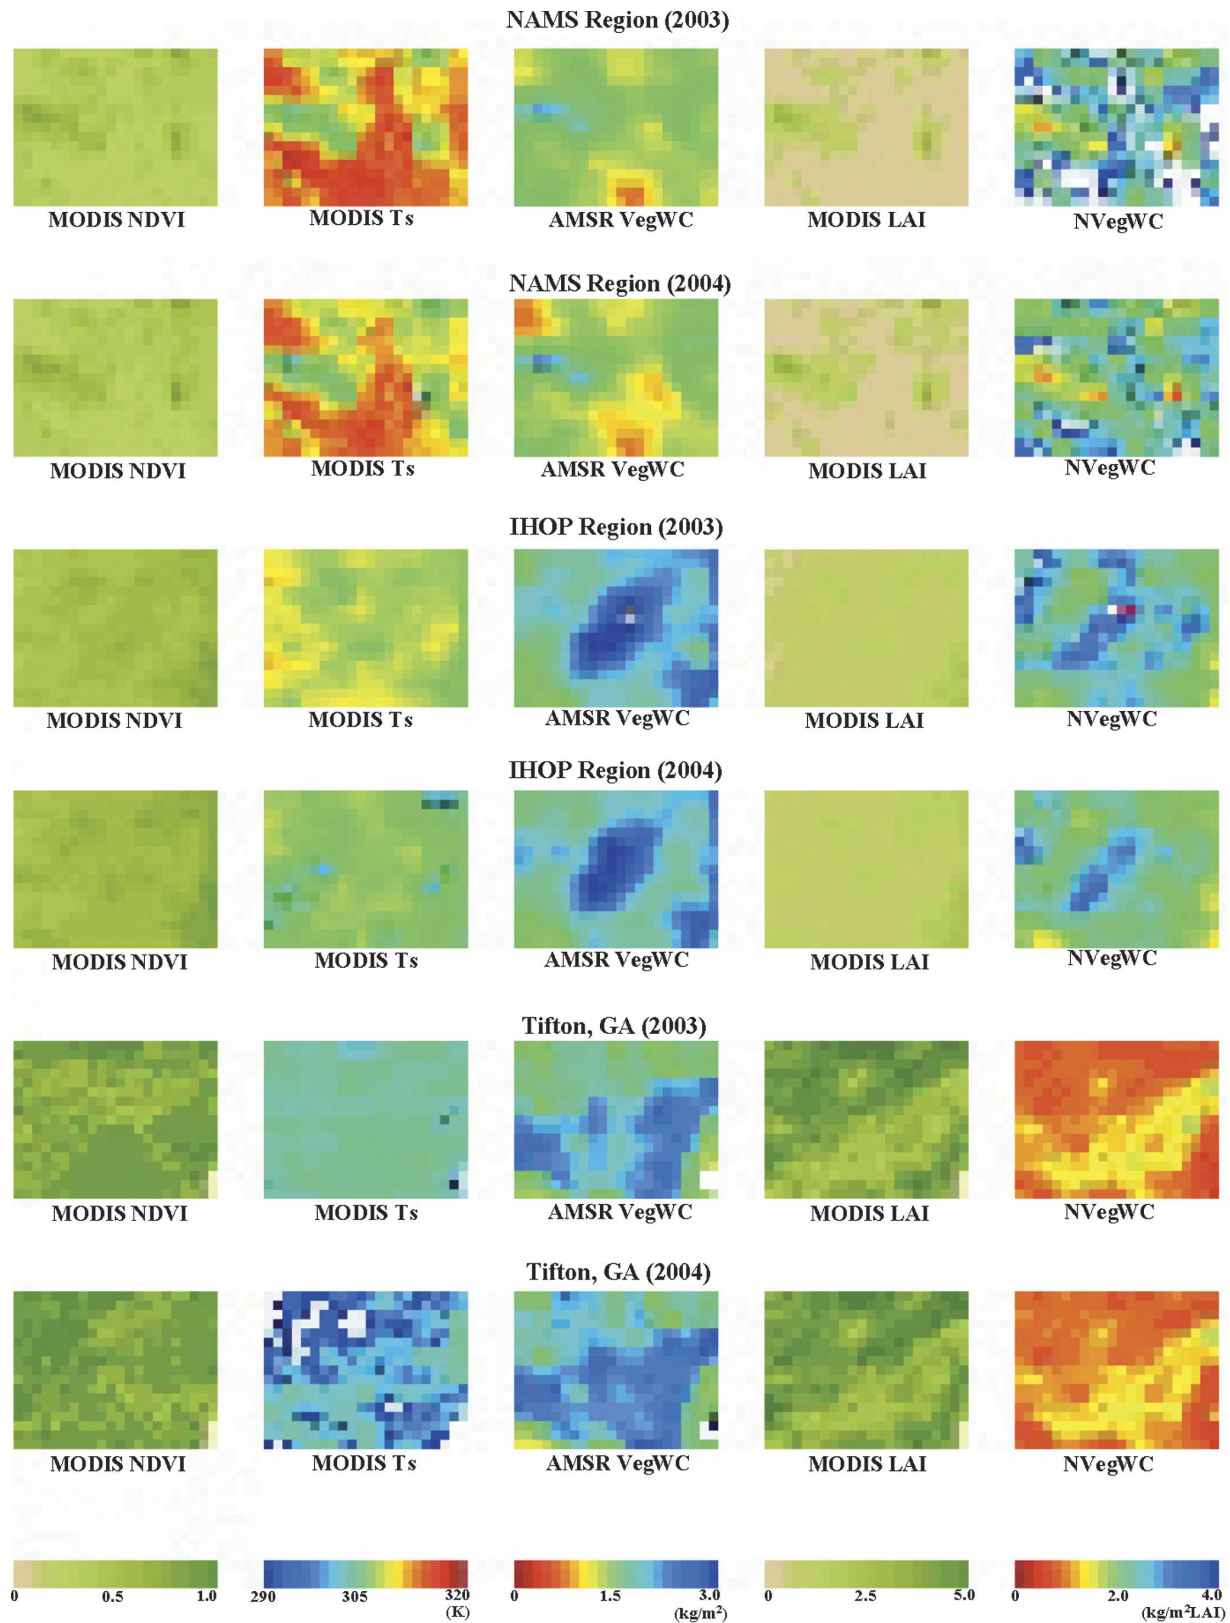 NAMS Region (2003)
MODIS NDVI MODIS Ts AMSR VegWC MODIS LAI NVegWC
NAMS Region (2004)
MODIS NDVI MODIS Ts AMSR VegWC MODIS LAI NVegWC
IHOP Region (2003)
MODIS NDVI MODIS Ts AMSR VegWC MODIS LAI NVegWC
IHOP Region (2004)
MODIS NDVI MODIS Ts AMSR VegWC MODIS LAI NVegWC
Tifton, GA (2003)
MODIS NDVI MODIS Ts AMSR VegWC MODIS LAI NVegWC
Tifton, GA (2004)
MODIS NDVI MODIS Ts AMSR VegWC MODIS LAI NVegWC
0 0.5 1.0 290 305 320 0 1.5 3.0 0 2.5 5.0 0 2.0 4.0
(K) (kg/m²) (kg/m²LAI)